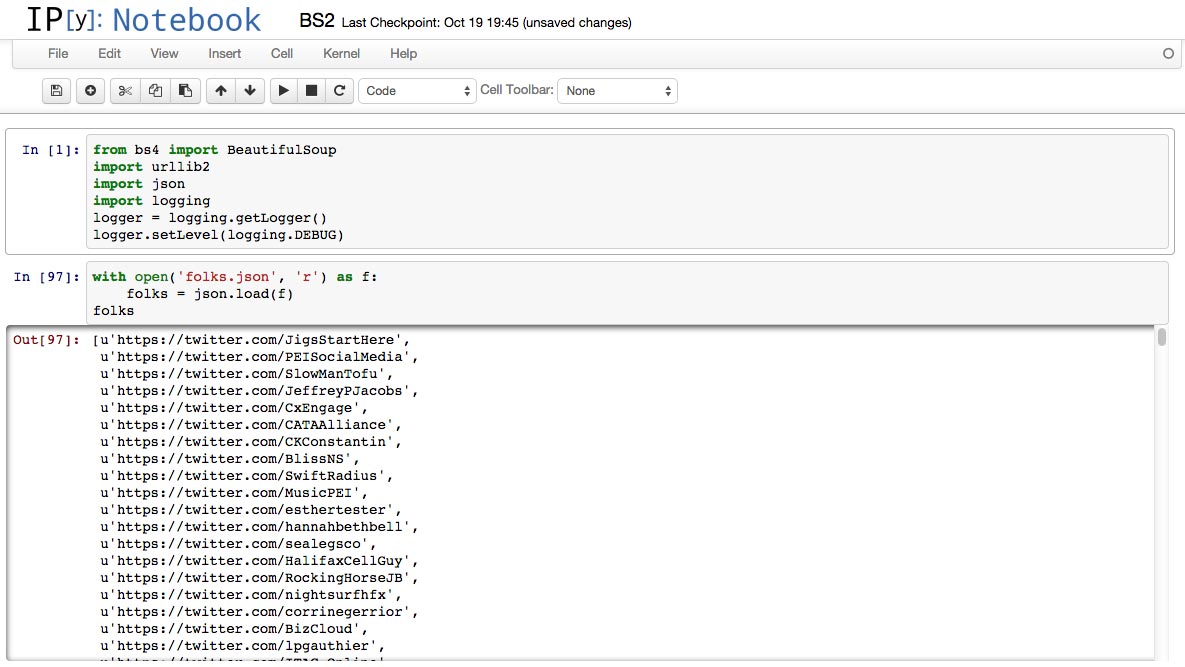 IP[y]: Notebook BS2 Last Checkpoint: Oct 19 19:45 (unsaved changes)
File Edit View Insert Cell Kernel Help
Code Cell Toolbar: None
In [1]: from bs4 import BeautifulSoup
import urllib2
import json
import logging
logger = logging.getLogger()
logger.setLevel(logging.DEBUG)
In [97]: with open('folks.json', 'r') as f:
    folks = json.load(f)
folks
Out[97]: [u'https://twitter.com/JigsStartHere',
u'https://twitter.com/PEISocialMedia',
u'https://twitter.com/SlowManTofu',
u'https://twitter.com/JeffreyPJacobs',
u'https://twitter.com/CxEngage',
u'https://twitter.com/CATAAlliance',
u'https://twitter.com/CKConstantin',
u'https://twitter.com/BlissNS',
u'https://twitter.com/SwiftRadius',
u'https://twitter.com/MusicPEI',
u'https://twitter.com/esthertester',
u'https://twitter.com/hannahbethbell',
u'https://twitter.com/sealegsco',
u'https://twitter.com/HalifaxCellGuy',
u'https://twitter.com/RockingHorseJB',
u'https://twitter.com/nightsurfhfx',
u'https://twitter.com/corrinegerrior',
u'https://twitter.com/BizCloud',
u'https://twitter.com/lpgauthier',